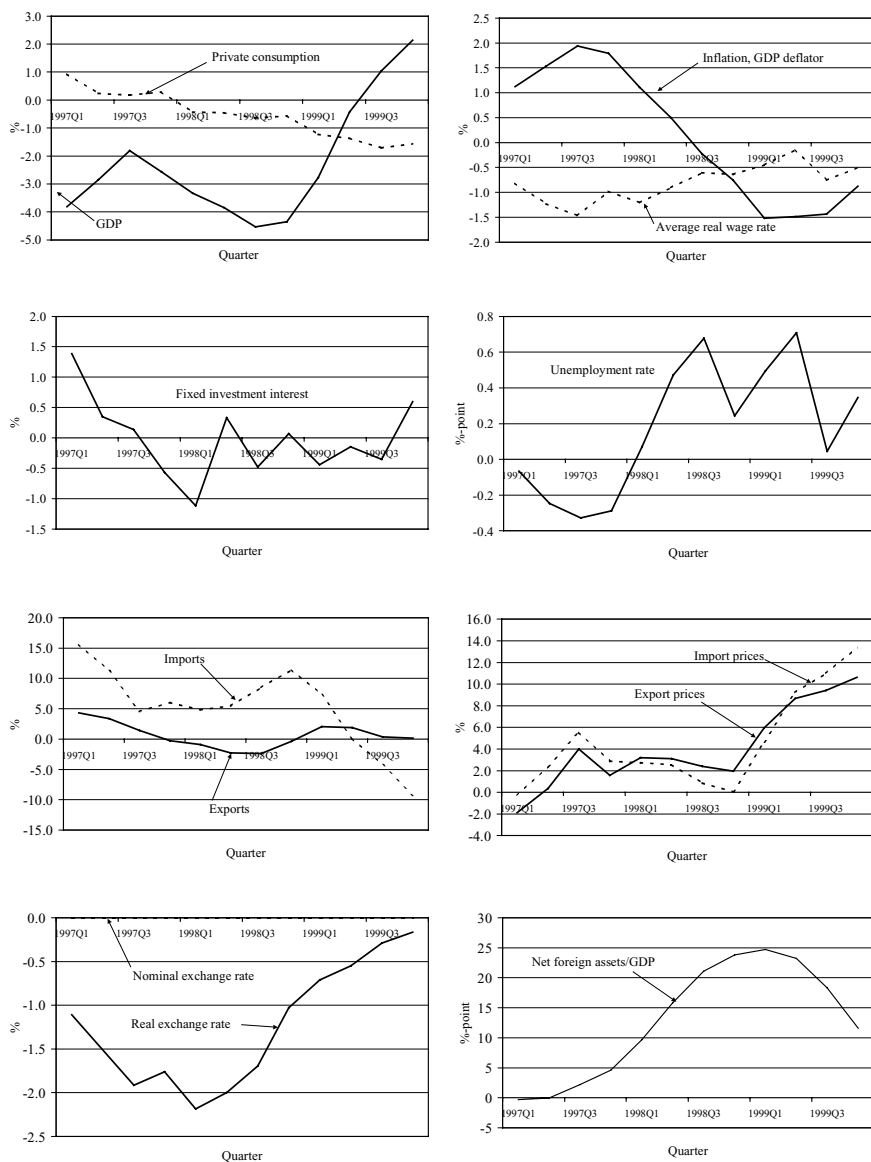 3.0
2.0
1.0
0.0
-1.0
-2.0
-3.0
-4.0
-5.0
%
Private consumption
1997Q1 1997Q3 1998Q1 1998Q3 1999Q1 1999Q3
GDP
Quarter
2.5
2.0
1.5
1.0
0.5
0.0
-0.5
-1.0
-1.5
-2.0
%
Inflation, GDP deflator
1997Q1 1997Q3 1998Q1 1998Q3 1999Q1 1999Q3
Average real wage rate
Quarter
2.0
1.5
1.0
0.5
0.0
-0.5
-1.0
-1.5
%
Fixed investment interest
1997Q1 1997Q3 1998Q1 1998Q3 1999Q1 1999Q3
Quarter
0.8
0.6
0.4
0.2
0.0
-0.2
-0.4
%-point
Unemployment rate
1997Q1 1997Q3 1998Q1 1998Q3 1999Q1 1999Q3
Quarter
20.0
15.0
10.0
5.0
0.0
-5.0
-10.0
-15.0
%
Imports
1997Q1 1997Q3 1998Q1 1998Q3 1999Q1 1999Q3
Exports
Quarter
16.0
14.0
12.0
10.0
8.0
6.0
4.0
2.0
0.0
-2.0
-4.0
%
Import prices
Export prices
1997Q1 1997Q3 1998Q1 1998Q3 1999Q1 1999Q3
Quarter
0.0
-0.5
-1.0
-1.5
-2.0
-2.5
%
1997Q1 1997Q3 1998Q1 1998Q3 1999Q1 1999Q3
Nominal exchange rate
Real exchange rate
Quarter
30
25
20
15
10
5
0
-5
%-point
Net foreign assets/GDP
1997Q1 1997Q3 1998Q1 1998Q3 1999Q1 1999Q3
Quarter